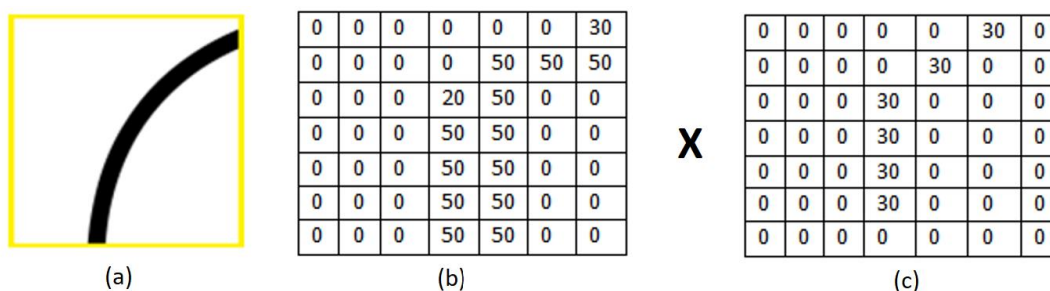 0 0 0 0 0 0 30
0 0 0 0 50 50 50
0 0 0 20 50 0 0
0 0 0 50 50 0 0
0 0 0 50 50 0 0
0 0 0 50 50 0 0
0 0 0 50 50 0 0
X
0 0 0 0 0 30 0
0 0 0 0 30 0 0
0 0 0 30 0 0 0
0 0 0 30 0 0 0
0 0 0 30 0 0 0
0 0 0 30 0 0 0
0 0 0 0 0 0 0
(a)
(b)
(c)